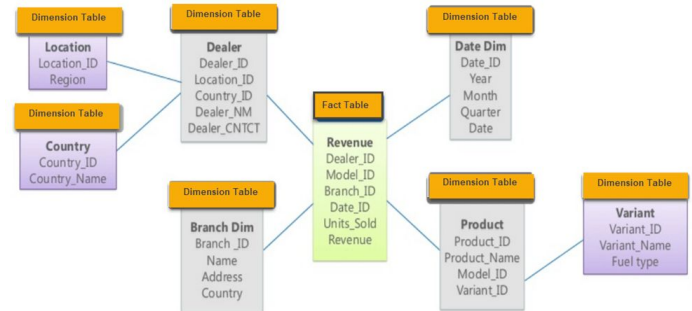 Dimension Table
Location
Location_ID
Region
Dimension Table
Dealer
Dealer_ID
Location_ID
Country_ID
Dealer_NM
Dealer_CNTCT
Dimension Table
Date Dim
Date_ID
Year
Month
Quarter
Date
Dimension Table
Country
Country_ID
Country_Name
Fact Table
Revenue
Dealer_ID
Model_ID
Branch_ID
Date_ID
Units_Sold
Revenue
Dimension Table
Branch Dim
Branch _ID
Name
Address
Country
Dimension Table
Product
Product_ID
Product_Name
Model_ID
Variant_ID
Dimension Table
Variant
Variant_ID
Variant_Name
Fuel type